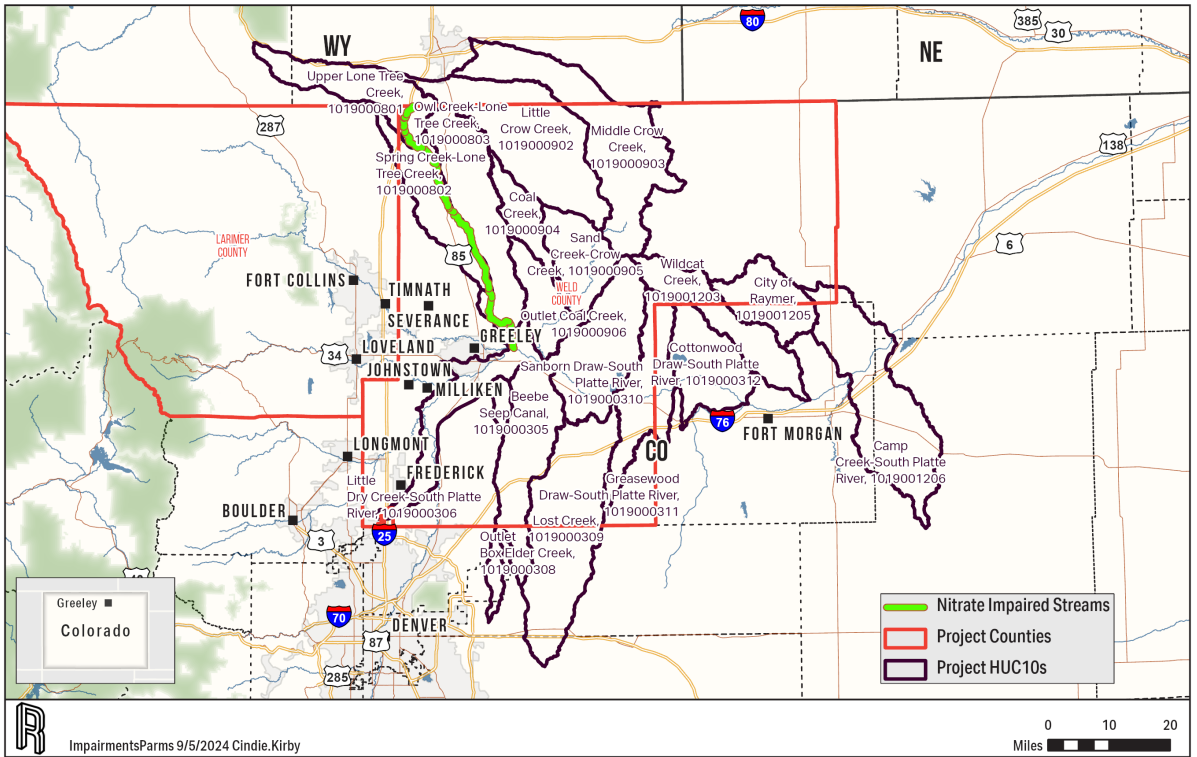 80
385
30
WY
NE
Upper Lone Tree
Creek,
1019000801
Owl Creek-Lone
Tree Creek,
1019000803
Little
Crow Creek,
1019000902
Middle Crow
Creek,
1019000903
287
138
Spring Creek-Lone
Tree Creek,
1019000802
Coal
Creek,
1019000904
LARIMER
COUNTY
85
Sand
Creek-Crow
Creek, 1019000905
6
Wildcat
Creek,
1019001203
FORT COLLINS
TIMNATH
WELD
COUNTY
City of
Raymer,
1019001205
SEVERANCE
Outlet Coal Creek,
1019000906
GREELEY
34
LOVELAND
Cottonwood
Draw-South Platte
River, 1019000312
JOHNSTOWN
MILLIKEN
Sanborn Draw-South
Platte River,
1019000310
Beebe
Seep Canal,
1019000305
76
FORT MORGAN
LONGMONT
CO
Camp
Creek-South Platte
River, 1019001206
FREDERICK
Little
Dry Creek-South Platte
River, 1019000306
Greasewood
Draw-South Platte River,
1019000311
BOULDER
3
25
Lost Creek,
1019000309
Outlet
Box Elder Creek,
1019000308
Greeley
Colorado
70
DENVER
87
285
Nitrate Impaired Streams
Project Counties
Project HUC10s
R
ImpairmentsParms 9/5/2024 Cindie.Kirby
0 10 20
Miles